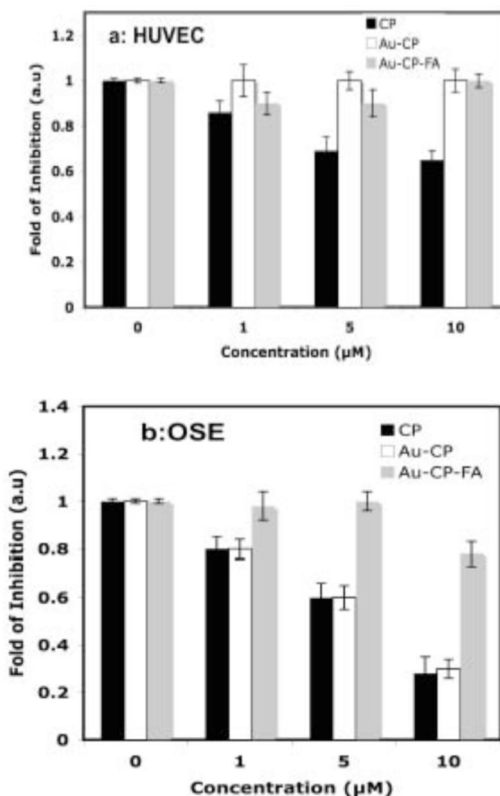 a: HUVEC
CP
Au-CP
Au-CP-FA
Fold of Inhibition (a.u)
1.2
1
0.8
0.6
0.4
0.2
0
0 1 5 10
Concentration (µM)
b:OSE
CP
Au-CP
Au-CP-FA
Fold of Inhibition (a.u)
1.4
1.2
1
0.8
0.6
0.4
0.2
0
0 1 5 10
Concentration (µM)